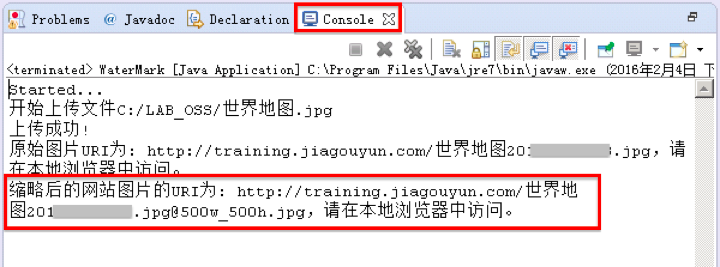 Problems @ Javadoc Declaration Console
<terminated> WaterMark [Java Application] C:\Program Files\Java\jre7\bin\javaw.exe (2016年2月4日 下
Started...
开始上传文件C:/LAB_OSS/世界地图.jpg
上传成功!
原始图片URI为: http://training.jiagouyun.com/世界地图201 .jpg, 请
在本地浏览器中访问。
缩略后的网站图片的URI为: http://training.jiagouyun.com/世界地
图201 .jpg@500w_500h.jpg, 请在本地浏览器中访问。